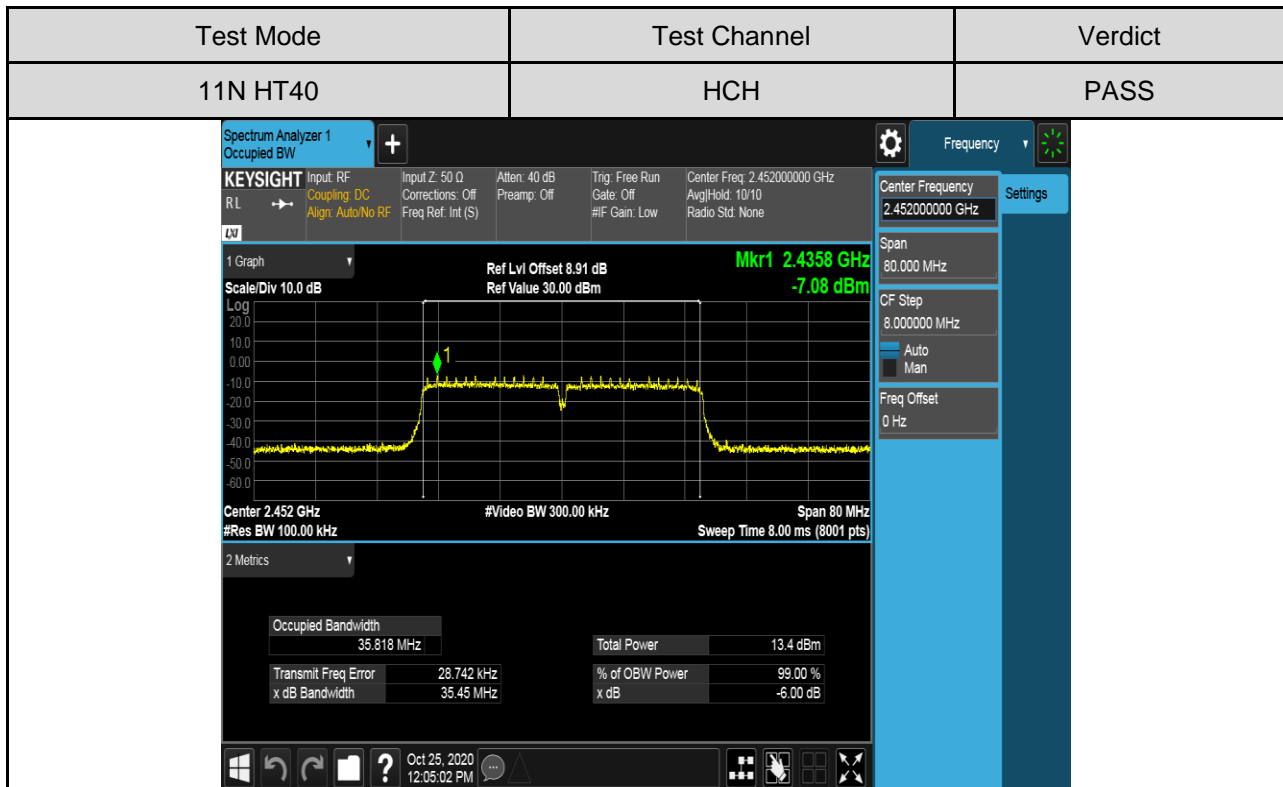 Test Mode Test Channel Verdict
11N HT40 HCH PASS
Spectrum Analyzer 1
Occupied BW
+
Frequency
KEYSIGHT Input: RF Input Z: 50 Ω Atten: 40 dB Trig: Free Run Center Freq: 2.452000000 GHz
RL Coupling: DC Corrections: Off Preamp: Off Gate: Off Avg|Hold: 10/10
Align: Auto/No RF Freq Ref: Int (S) #IF Gain: Low Radio Std: None
LXI
Center Frequency
2.452000000 GHz
Settings
Span
80.000 MHz
CF Step
8.000000 MHz
Auto
Man
Freq Offset
0 Hz
1 Graph Ref Lvl Offset 8.91 dB Mkr1 2.4358 GHz
Scale/Div 10.0 dB Ref Value 30.00 dBm -7.08 dBm
Log
20.0
10.0
0.00
-10.0
-20.0
-30.0
-40.0
-50.0
-60.0
1
Center 2.452 GHz #Video BW 300.00 kHz Span 80 MHz
#Res BW 100.00 kHz Sweep Time 8.00 ms (8001 pts)
2 Metrics
Occupied Bandwidth
35.818 MHz Total Power 13.4 dBm
Transmit Freq Error 28.742 kHz % of OBW Power 99.00 %
x dB Bandwidth 35.45 MHz x dB -6.00 dB
? Oct 25, 2020
12:05:02 PM